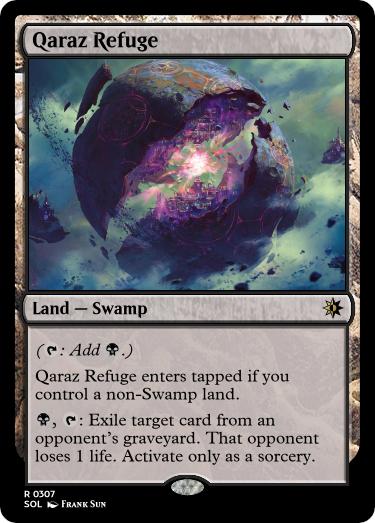 Qaraz Refuge
Land — Swamp
(: Add .)
Qaraz Refuge enters tapped if you
control a non-Swamp land.
, : Exile target card from an
opponent's graveyard. That opponent
loses 1 life. Activate only as a sorcery.
R 0307
SOL Frank Sun